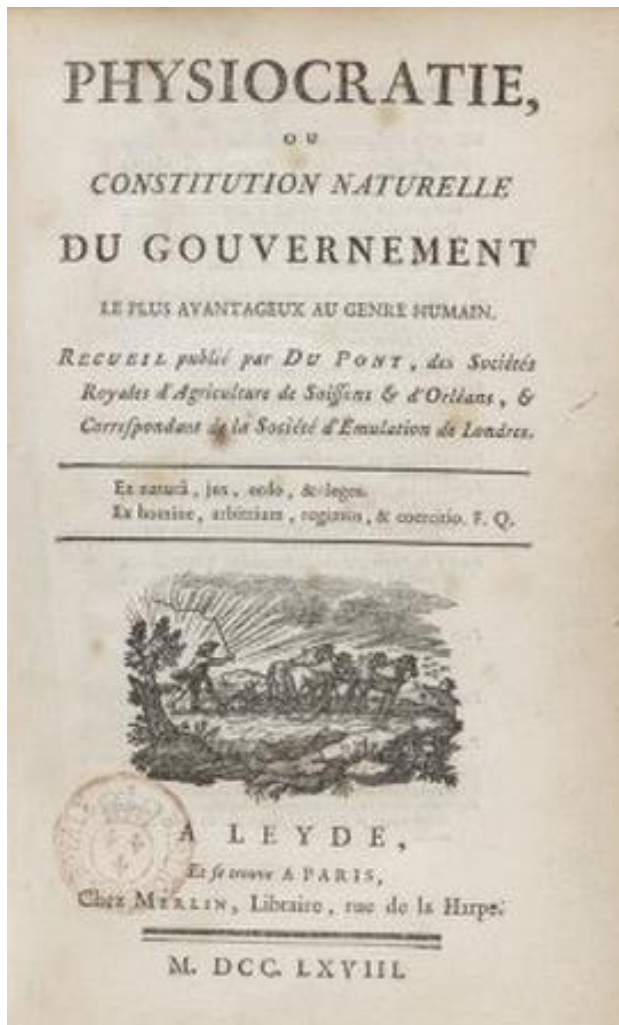 PHYSIOCRATIE,
OU
CONSTITUTION NATURELLE
DU GOUVERNEMENT
LE PLUS AVANTAGEUX AU GENRE HUMAIN.
RECUEIL publié par DU PONT, des Sociétés
Royales d'Agriculture de Soiſſons & d'Orléans, &
Correſpondant de la Société d'Emulation de Londres.
Ex naturâ, jus, ordo, & leges.
Ex homine, arbitrium, regimen, & coercitio. F. Q.
A LEYDE,
Et ſe trouve A PARIS,
Chez MERLIN, Libraire, rue de la Harpe.
M. DCC. LXVIII.